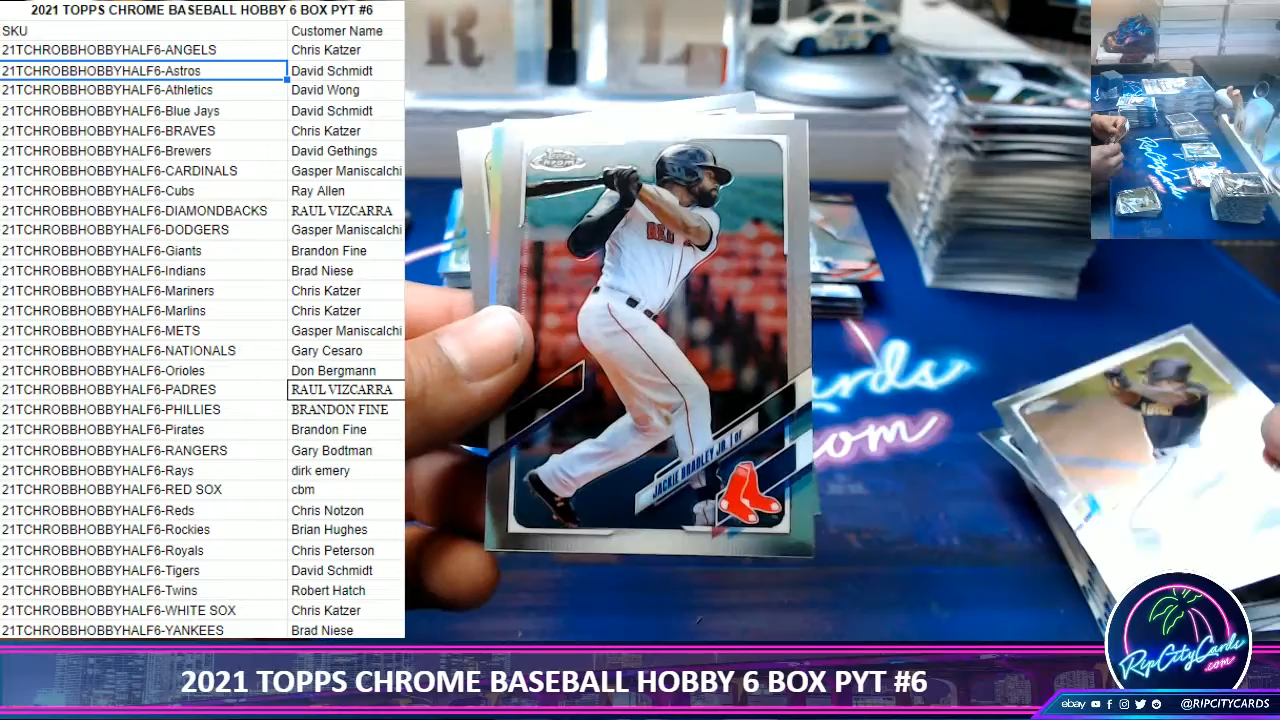 2021 TOPPS CHROME BASEBALL HOBBY 6 BOX PYT #6
SKU Customer Name
21TCHROBBHOBBYHALF6-ANGELS Chris Katzer
21TCHROBBHOBBYHALF6-Astros David Schmidt
21TCHROBBHOBBYHALF6-Athletics David Wong
21TCHROBBHOBBYHALF6-Blue Jays David Schmidt
21TCHROBBHOBBYHALF6-BRAVES Chris Katzer
21TCHROBBHOBBYHALF6-Brewers David Gethings
21TCHROBBHOBBYHALF6-CARDINALS Gasper Maniscalchi
21TCHROBBHOBBYHALF6-Cubs Ray Allen
21TCHROBBHOBBYHALF6-DIAMONDBACKS RAUL VIZCARRA
21TCHROBBHOBBYHALF6-DODGERS Gasper Maniscalchi
21TCHROBBHOBBYHALF6-Giants Brandon Fine
21TCHROBBHOBBYHALF6-Indians Brad Niese
21TCHROBBHOBBYHALF6-Mariners Chris Katzer
21TCHROBBHOBBYHALF6-Marlins Chris Katzer
21TCHROBBHOBBYHALF6-METS Gasper Maniscalchi
21TCHROBBHOBBYHALF6-NATIONALS Gary Cesaro
21TCHROBBHOBBYHALF6-Orioles Don Bergmann
21TCHROBBHOBBYHALF6-PADRES RAUL VIZCARRA
21TCHROBBHOBBYHALF6-PHILLIES BRANDON FINE
21TCHROBBHOBBYHALF6-Pirates Brandon Fine
21TCHROBBHOBBYHALF6-RANGERS Gary Bodtman
21TCHROBBHOBBYHALF6-Rays dirk emery
21TCHROBBHOBBYHALF6-RED SOX cbm
21TCHROBBHOBBYHALF6-Reds Chris Notzon
21TCHROBBHOBBYHALF6-Rockies Brian Hughes
21TCHROBBHOBBYHALF6-Royals Chris Peterson
21TCHROBBHOBBYHALF6-Tigers David Schmidt
21TCHROBBHOBBYHALF6-Twins Robert Hatch
21TCHROBBHOBBYHALF6-WHITE SOX Chris Katzer
21TCHROBBHOBBYHALF6-YANKEES Brad Niese
Topps Chrome
RED
JACKIE BRADLEY JR. | OF
Cards
.com
RipCityCards
.com
2021 TOPPS CHROME BASEBALL HOBBY 6 BOX PYT #6
ebay @RIPCITYCARDS